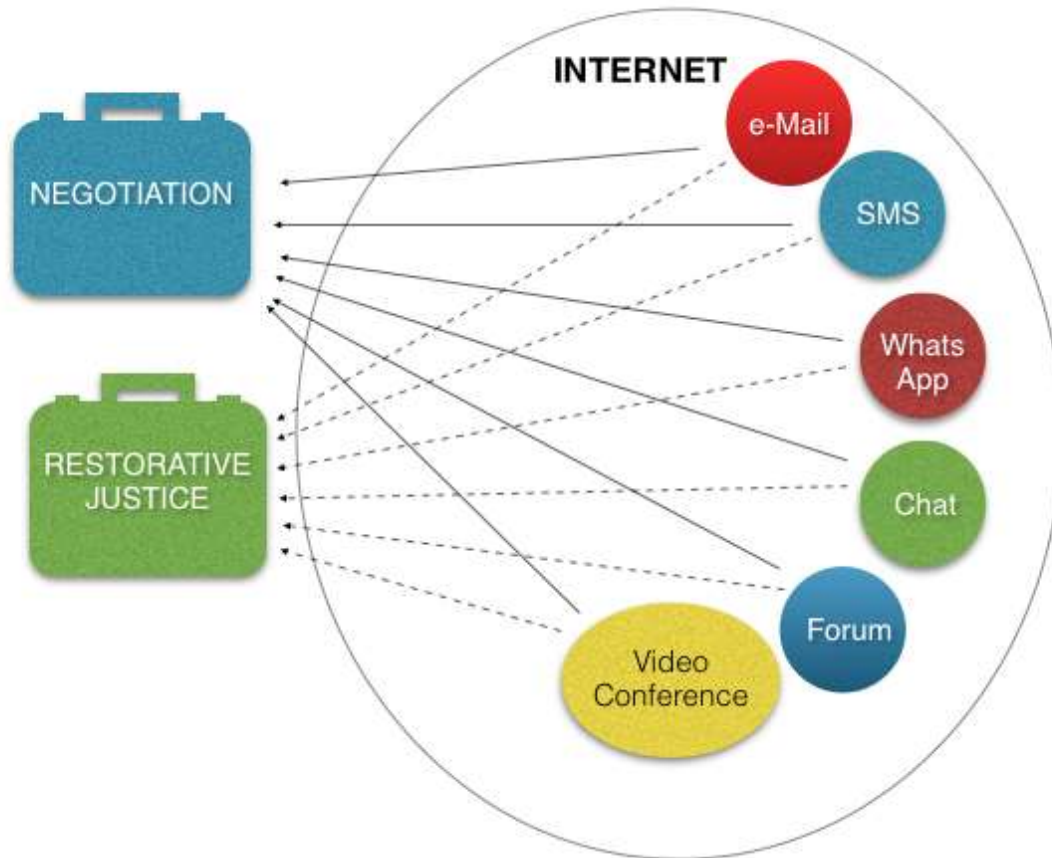 INTERNET
e-Mail
SMS
Whats
App
Chat
Forum
Video
Conference
NEGOTIATION
RESTORATIVE
JUSTICE